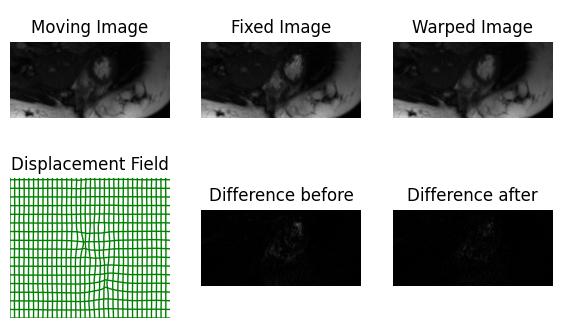 Moving Image
Fixed Image
Warped Image
Displacement Field
Difference before
Difference after